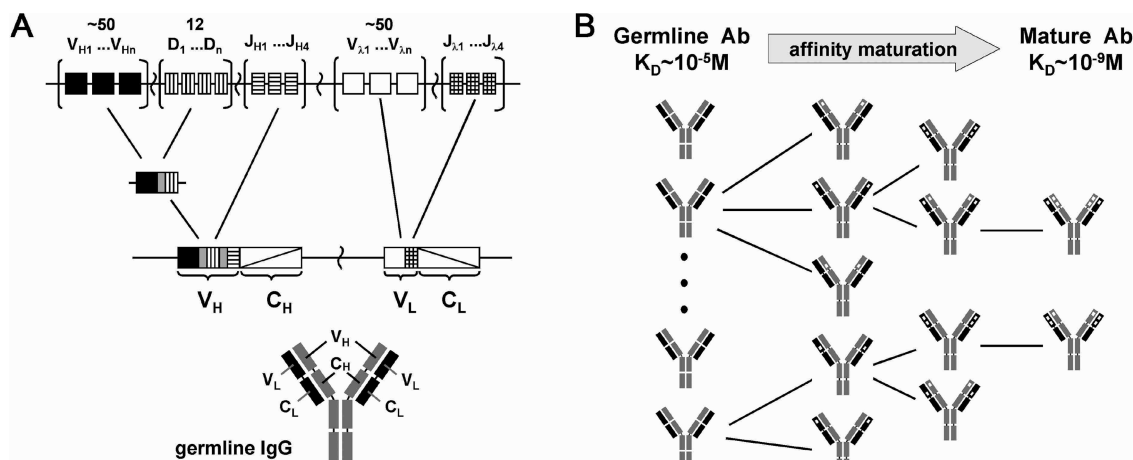 A
~50
12
~50
V_H1 ...V_Hn
D_1 ...D_n
J_H1 ...J_H4
V_λ1 ...V_λn
J_λ1 ...J_λ4
V_H
C_H
V_L
C_L
V_H
C_H
V_L
V_L
C_L
C_L
germline IgG
B
Germline Ab
K_D~10^-5M
affinity maturation
Mature Ab
K_D~10^-9M